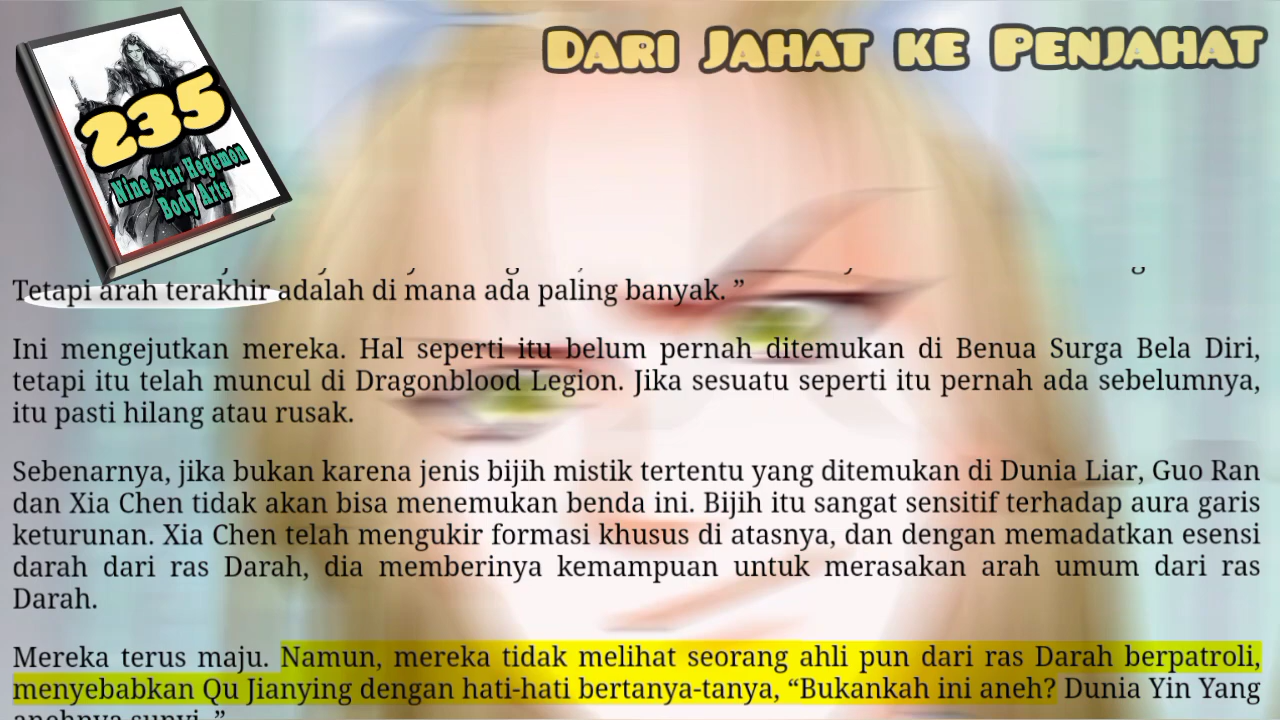 DARI JAHAT KE PENJAHAT
235
Nine Star Hegemon
Body Arts
Tetapi arah terakhir adalah di mana ada paling banyak. ”
Ini mengejutkan mereka. Hal seperti itu belum pernah ditemukan di Benua Surga Bela Diri,
tetapi itu telah muncul di Dragonblood Legion. Jika sesuatu seperti itu pernah ada sebelumnya,
itu pasti hilang atau rusak.
Sebenarnya, jika bukan karena jenis bijih mistik tertentu yang ditemukan di Dunia Liar, Guo Ran
dan Xia Chen tidak akan bisa menemukan benda ini. Bijih itu sangat sensitif terhadap aura garis
keturunan. Xia Chen telah mengukir formasi khusus di atasnya, dan dengan memadatkan esensi
darah dari ras Darah, dia memberinya kemampuan untuk merasakan arah umum dari ras
Darah.
Mereka terus maju. Namun, mereka tidak melihat seorang ahli pun dari ras Darah berpatroli,
menyebabkan Qu Jianying dengan hati-hati bertanya-tanya, “Bukankah ini aneh? Dunia Yin Yang